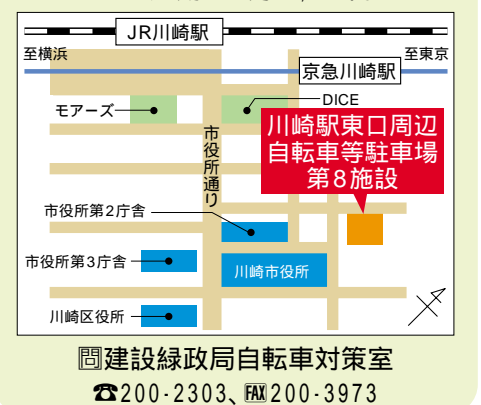 JR川崎駅
至横浜
至東京
京急川崎駅
モアーズ
DICE
市役所通り
川崎駅東口周辺
自転車等駐車場
第8施設
市役所第2庁舎
市役所第3庁舎
川崎市役所
川崎区役所
問建設緑政局自転車対策室
☎200-2303、FAX200-3973